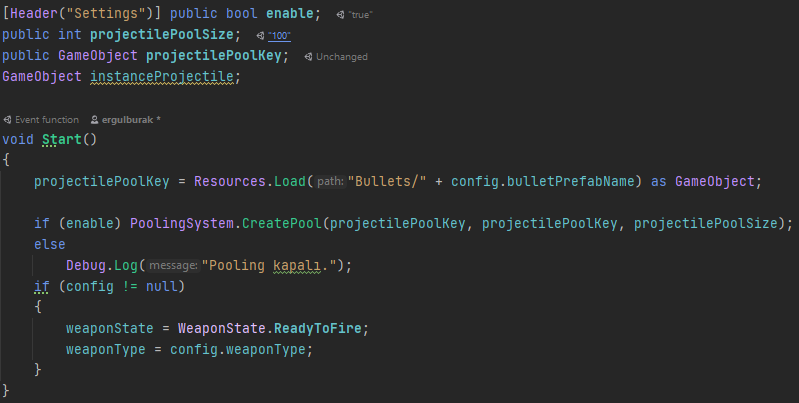 [Header("Settings")] public bool enable; "true"
public int projectilePoolSize; "100"
public GameObject projectilePoolKey; Unchanged
GameObject instanceProjectile;
Event function ergulburak *
void Start()
{
projectilePoolKey = Resources.Load( path: "Bullets/" + config.bulletPrefabName) as GameObject;
if (enable) PoolingSystem.CreatePool(projectilePoolKey, projectilePoolKey, projectilePoolSize);
else
Debug.Log( message: "Pooling kapalı.");
if (config != null)
{
weaponState = WeaponState.ReadyToFire;
weaponType = config.weaponType;
}
}